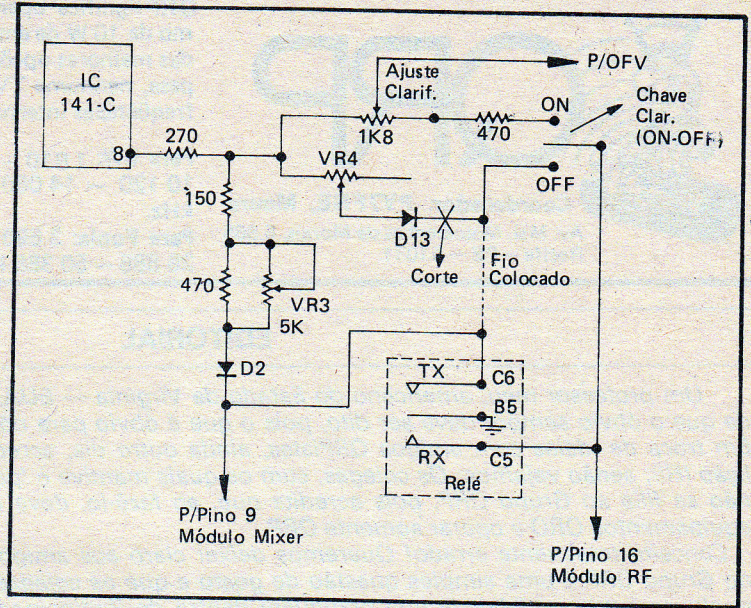 IC
141-C
8
270
150
470
VR3
5K
D2
P/Pino 9
Módulo Mixer
Ajuste
Clarif.
1K8
VR4
D13
Corte
470
P/OFV
ON
OFF
Chave
Clar.
(ON-OFF)
Fio
Colocado
TX
C6
B5
RX
C5
Relé
P/Pino 16
Módulo RF